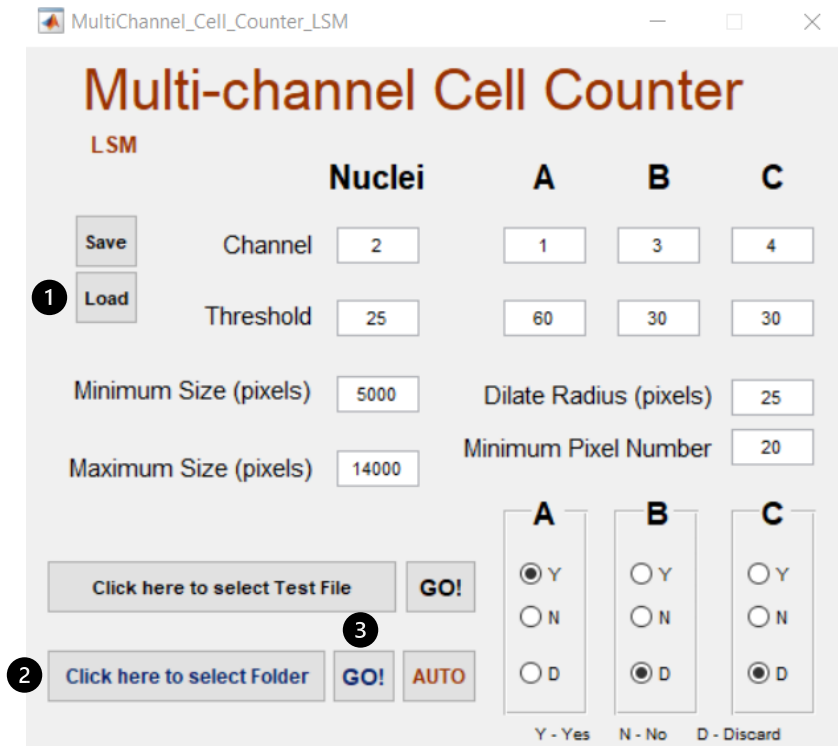 MultiChannel_Cell_Counter_LSM
Multi-channel Cell Counter
LSM
Nuclei A B C
Save Channel 2 1 3 4
1 Load
Threshold 25 60 30 30
Minimum Size (pixels) 5000 Dilate Radius (pixels) 25
Minimum Pixel Number 20
Maximum Size (pixels) 14000
A B C
Y Y Y
Click here to select Test File GO!
N N N
3
2 Click here to select Folder GO! AUTO D D D
Y - Yes N - No D - Discard